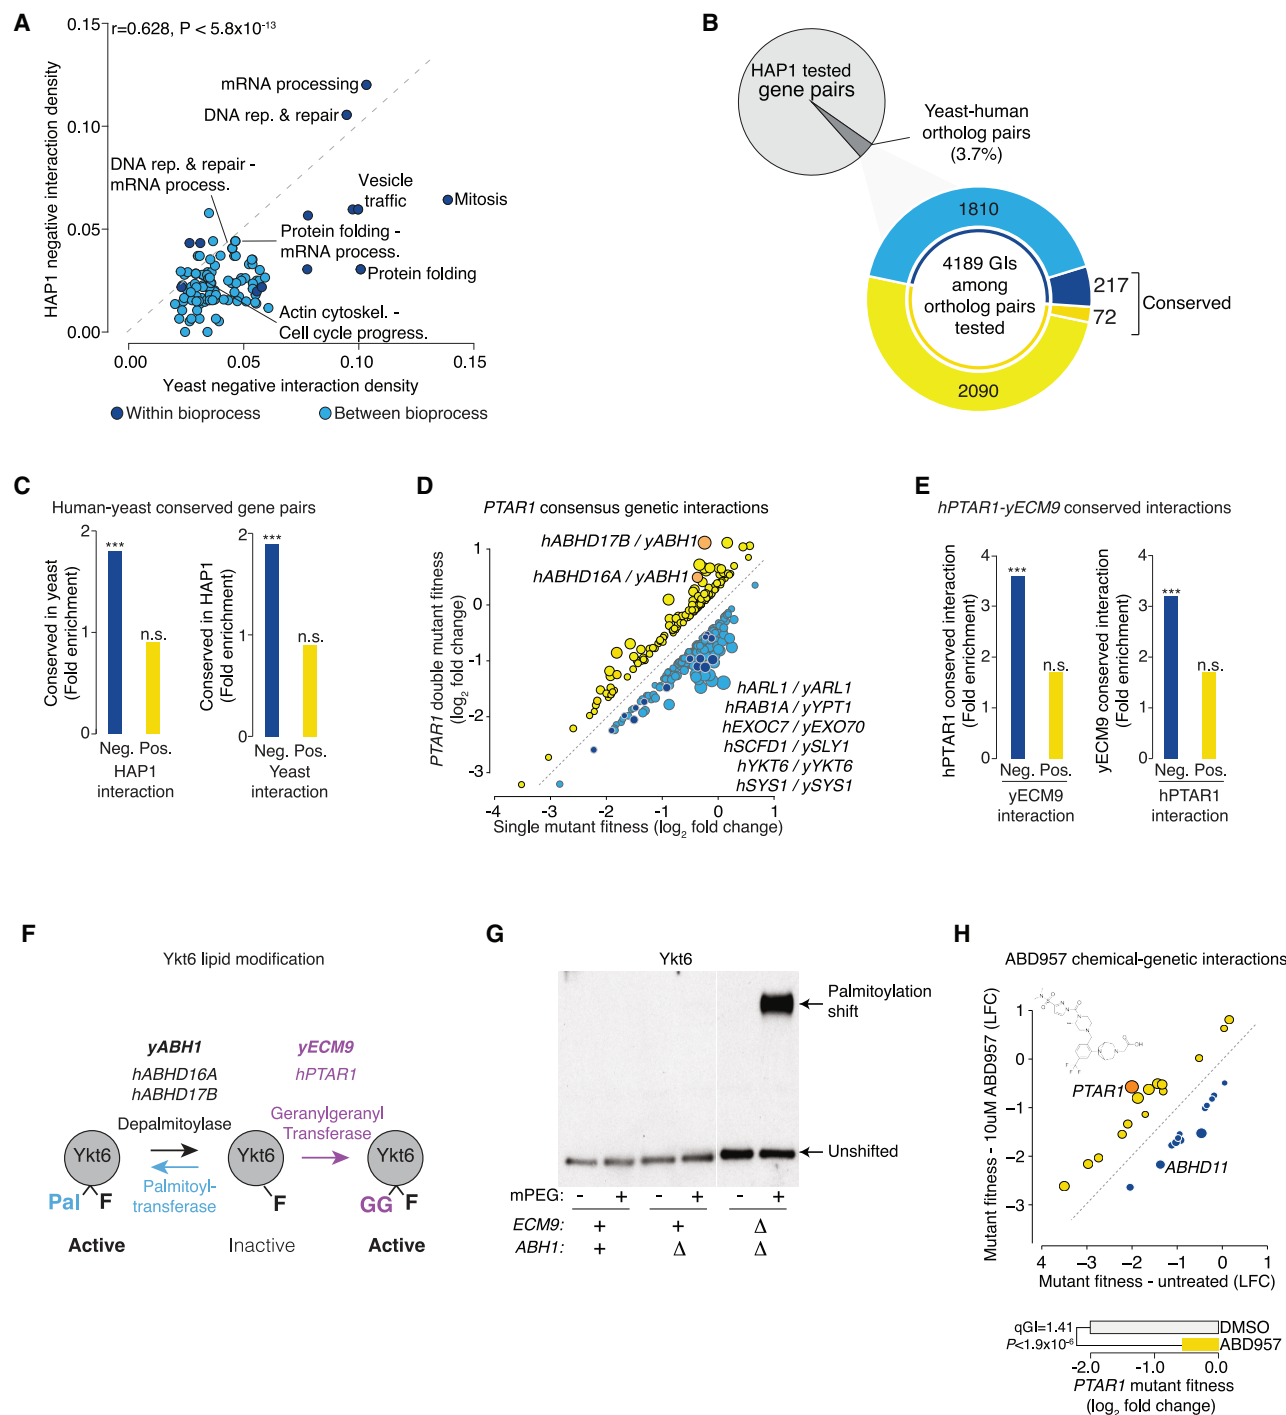 A
0.15
r=0.628, P < 5.8x10-13
HAP1 negative interaction density
mRNA processing
0.10
DNA rep. & repair
DNA rep. & repair -
mRNA process.
Vesicle
traffic
Mitosis
0.05
Protein folding -
mRNA process.
Protein folding
Actin cytoskel. -
Cell cycle progress.
0.00
0.00
0.05
0.10
0.15
Yeast negative interaction density
Within bioprocess
Between bioprocess
B
HAP1 tested
gene pairs
Yeast-human
ortholog pairs
(3.7%)
1810
4189 GIs
among
ortholog pairs
tested
217
72
Conserved
2090
C
Human-yeast conserved gene pairs
Conserved in yeast
(Fold enrichment)
2
1
0
***
n.s.
Neg. Pos.
HAP1
interaction
Conserved in HAP1
(Fold enrichment)
2
1
0
***
n.s.
Neg. Pos.
Yeast
interaction
D
PTAR1 consensus genetic interactions
PTAR1 double mutant fitness
(log2 fold change)
1
0
-1
-2
-3
hABHD17B / yABH1
hABHD16A / yABH1
hARL1 / yARL1
hRAB1A / yYPT1
hEXOC7 / yEXO70
hSCFD1 / ySLY1
hYKT6 / yYKT6
hSYS1 / ySYS1
-4
-3
-2
-1
0
1
Single mutant fitness (log2 fold change)
E
hPTAR1-yECM9 conserved interactions
hPTAR1 conserved interaction
(Fold enrichment)
4
3
2
1
0
***
n.s.
Neg. Pos.
yECM9
interaction
yECM9 conserved interaction
(Fold enrichment)
4
3
2
1
0
***
n.s.
Neg. Pos.
hPTAR1
interaction
F
Ykt6 lipid modification
yABH1
hABHD16A
hABHD17B
yECM9
hPTAR1
Depalmitoylase
Geranylgeranyl
Transferase
Ykt6
Ykt6
Ykt6
Palmitoyl-
transferase
Pal
F
F
GG
F
Active
Inactive
Active
G
Ykt6
Palmitoylation
shift
Unshifted
mPEG: - + - + - +
ECM9: + + Δ
ABH1: + Δ Δ
H
ABD957 chemical-genetic interactions
Mutant fitness - 10uM ABD957 (LFC)
1
0
−1
−2
−3
PTAR1
ABHD11
4
−3
−2
−1
0
1
Mutant fitness - untreated (LFC)
qGI=1.41
P<1.9x10-6
DMSO
ABD957
-2.0
-1.0
0.0
PTAR1 mutant fitness
(log2 fold change)